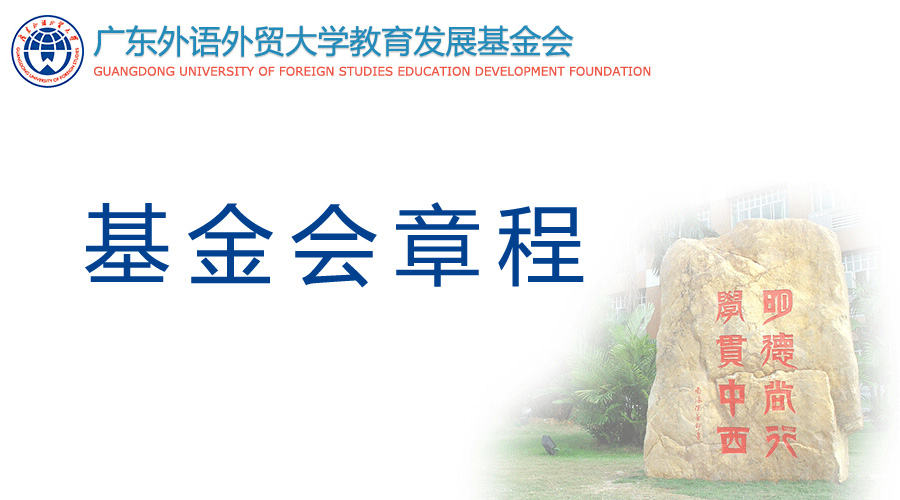 广东外语外贸大学教育发展基金会
GUANGDONG UNIVERSITY OF FOREIGN STUDIES EDUCATION DEVELOPMENT FOUNDATION
基金会章程
明德尚行
學貫中西